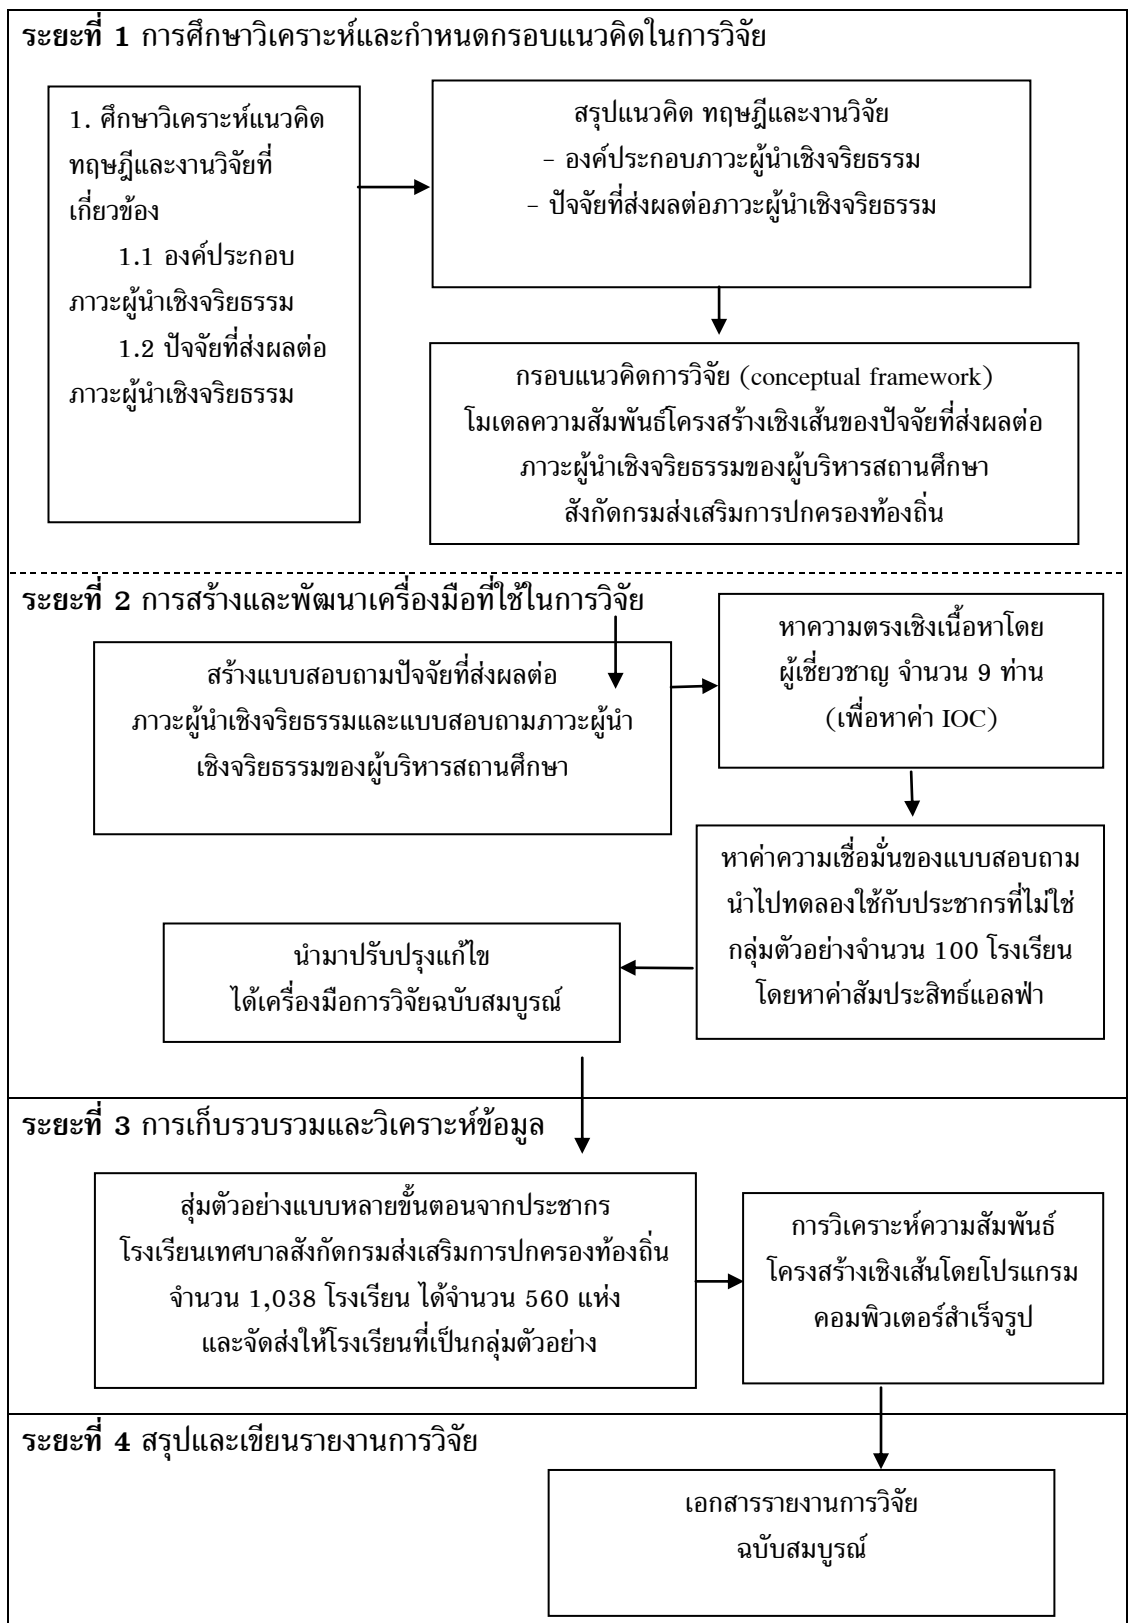 ระยะที่ 1 การศึกษาวิเคราะห์และกำหนดกรอบแนวคิดในการวิจัย
1. ศึกษาวิเคราะห์แนวคิด
ทฤษฎีและงานวิจัยที่
เกี่ยวข้อง
1.1 องค์ประกอบ
ภาวะผู้นำเชิงจริยธรรม
1.2 ปัจจัยที่ส่งผลต่อ
ภาวะผู้นำเชิงจริยธรรม
สรุปแนวคิด ทฤษฎีและงานวิจัย
- องค์ประกอบภาวะผู้นำเชิงจริยธรรม
- ปัจจัยที่ส่งผลต่อภาวะผู้นำเชิงจริยธรรม
กรอบแนวคิดการวิจัย (conceptual framework)
โมเดลความสัมพันธ์โครงสร้างเชิงเส้นของปัจจัยที่ส่งผลต่อ
ภาวะผู้นำเชิงจริยธรรมของผู้บริหารสถานศึกษา
สังกัดกรมส่งเสริมการปกครองท้องถิ่น
ระยะที่ 2 การสร้างและพัฒนาเครื่องมือที่ใช้ในการวิจัย
สร้างแบบสอบถามปัจจัยที่ส่งผลต่อ
ภาวะผู้นำเชิงจริยธรรมและแบบสอบถามภาวะผู้นำ
เชิงจริยธรรมของผู้บริหารสถานศึกษา
หาความตรงเชิงเนื้อหาโดย
ผู้เชี่ยวชาญ จำนวน 9 ท่าน
(เพื่อหาค่า IOC)
หาค่าความเชื่อมั่นของแบบสอบถาม
นำไปทดลองใช้กับประชากรที่ไม่ใช่
กลุ่มตัวอย่างจำนวน 100 โรงเรียน
โดยหาค่าสัมประสิทธ์แอลฟ่า
นำมาปรับปรุงแก้ไข
ได้เครื่องมือการวิจัยฉบับสมบูรณ์
ระยะที่ 3 การเก็บรวบรวมและวิเคราะห์ข้อมูล
สุ่มตัวอย่างแบบหลายขั้นตอนจากประชากร
โรงเรียนเทศบาลสังกัดกรมส่งเสริมการปกครองท้องถิ่น
จำนวน 1,038 โรงเรียน ได้จำนวน 560 แห่ง
และจัดส่งให้โรงเรียนที่เป็นกลุ่มตัวอย่าง
การวิเคราะห์ความสัมพันธ์
โครงสร้างเชิงเส้นโดยโปรแกรม
คอมพิวเตอร์สำเร็จรูป
ระยะที่ 4 สรุปและเขียนรายงานการวิจัย
เอกสารรายงานการวิจัย
ฉบับสมบูรณ์